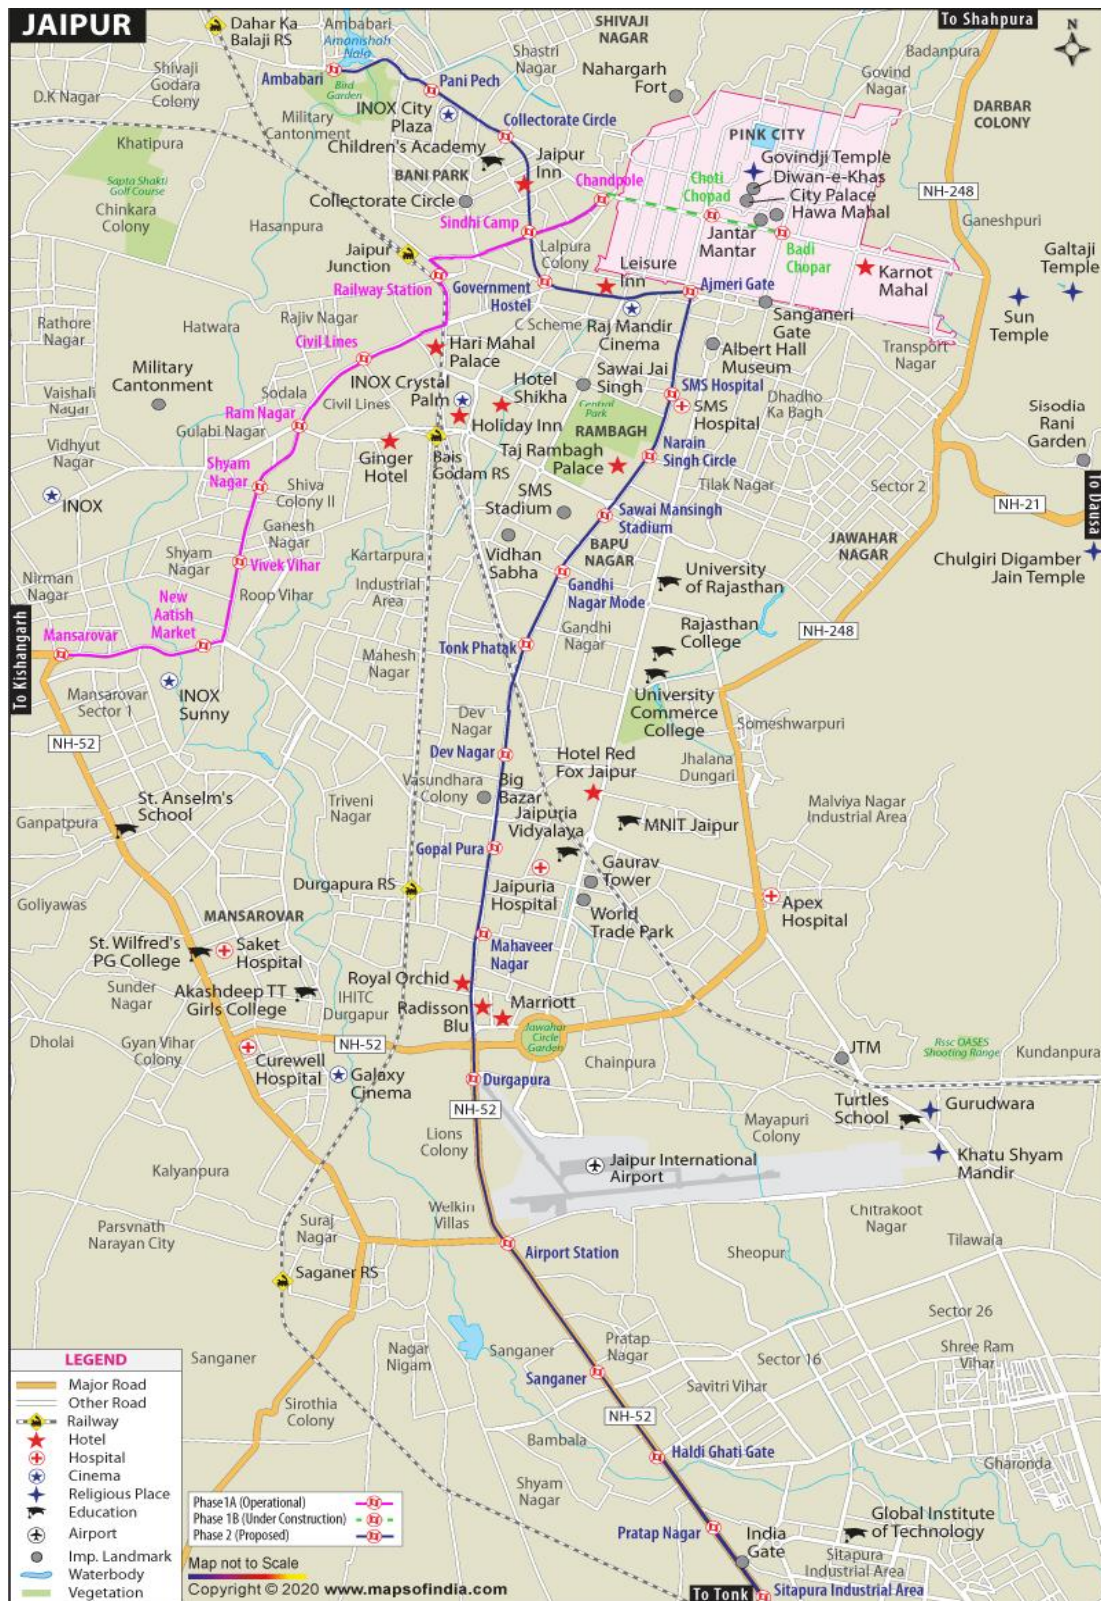 JAIPUR
Dahar Ka
Balaji RS
Ambabari
Amanishah
Nala
SHIVAJI
NAGAR
To Shahpura
N
Shivaji
Godara
Colony
D.K Nagar
Ambabari
Bird
Garden
Pani Pech
Shastri
Nagar
Nahargarh
Fort
Badanpura
Govind
Nagar
DARBAR
COLONY
INOX City
Plaza
Military
Cantonment
Collectorate Circle
Children's Academy
PINK CITY
Khatipura
BANI PARK
Jaipur
Inn
Chandpole
Choti
Chopad
Govindji Temple
Diwan-e-Khas
City Palace
Hawa Mahal
NH-248
Sapta Shakti
Golf Course
Chinkara
Colony
Collectorate Circle
Hasanpura
Sindhi Camp
Jantar
Mantar
Badi
Chopar
Ganeshpuri
Jaipur
Junction
Lalpura
Colony
Leisure
Inn
Karnot
Mahal
Galtaji
Temple
Railway Station
Government
Hostel
Ajmeri Gate
Sun
Temple
Rathore
Nagar
Hatwara
Rajiv Nagar
C Scheme
Raj Mandir
Cinema
Sanganeri
Gate
Civil Lines
Hari Mahal
Palace
Albert Hall
Museum
Transport
Nagar
Military
Cantonment
INOX Crystal
Palm
Hotel
Shikha
Sawai Jai
Singh
SMS Hospital
Vaishali
Nagar
Sodala
Civil Lines
Central
Park
SMS
Hospital
Dhadho
Ka Bagh
Sisodia
Rani
Garden
Ram Nagar
Gulabi Nagar
Holiday Inn
RAMBAGH
Vidhyut
Nagar
Ginger
Hotel
Bais
Godam RS
Taj Rambagh
Palace
Narain
Singh Circle
Shyam
Nagar
Shiva
Colony II
Tilak Nagar
Sector 2
To Dausa
INOX
SMS
Stadium
Sawai Mansingh
Stadium
NH-21
Ganesh
Nagar
Vidhan
Sabha
BAPU
NAGAR
JAWAHAR
NAGAR
Shyam
Nagar
Vivek Vihar
Kartarpura
Chulgiri Digamber
Jain Temple
Nirman
Nagar
Industrial
Area
Gandhi
Nagar Mode
University
of Rajasthan
New
Aatish
Market
Roop Vihar
To Kishangarh
Mansarovar
Tonk Phatak
Gandhi
Nagar
Rajasthan
College
NH-248
Mahesh
Nagar
Mansarovar
Sector 1
INOX
Sunny
University
Commerce
College
NH-52
Dev
Nagar
Someshwarpuri
Dev Nagar
Hotel Red
Fox Jaipur
Jhalana
Dungari
Vasundhara
Colony
Big
Bazar
St. Anselm's
School
Triveni
Nagar
Malviya Nagar
Industrial Area
Ganpatpura
Jaipuria
Vidyalaya
MNIT Jaipur
Gopal Pura
Durgapura RS
Jaipuria
Hospital
Gaurav
Tower
Goliyawas
World
Trade Park
Apex
Hospital
MANSAROVAR
St. Wilfred's
PG College
Saket
Hospital
Mahaveer
Nagar
Sunder
Nagar
Akashdeep TT
Girls College
IHITC
Durgapur
Royal Orchid
Radisson
Blu
Marriott
Dholai
Gyan Vihar
Colony
NH-52
Jawahar
Circle
Garden
JTM
Rssc OASES
Shooting Range
Kundanpura
Curewell
Hospital
Galaxy
Cinema
Chainpura
Durgapura
NH-52
Turtles
School
Gurudwara
Mayapuri
Colony
Lions
Colony
Khatu Shyam
Mandir
Kalyanpura
Jaipur International
Airport
Parsvnath
Narayan City
Suraj
Nagar
Welkin
Villas
Chitrakoot
Nagar
Tilawala
Airport Station
Sheopur
Saganer RS
Sector 26
Nagar
Nigam
Sanganer
Pratap
Nagar
Sector 16
Shree Ram
Vihar
Sanganer
Sanganer
Savitri Vihar
Sirothia
Colony
NH-52
Bambala
Haldi Ghati Gate
Gharonda
Shyam
Nagar
Pratap Nagar
India
Gate
Global Institute
of Technology
Sitapura
Industrial Area
To Tonk
Sitapura Industrial Area
LEGEND
Major Road
Other Road
Railway
Hotel
Hospital
Cinema
Religious Place
Education
Airport
Imp. Landmark
Waterbody
Vegetation
Phase1A (Operational)
Phase 1B (Under Construction)
Phase 2 (Proposed)
Map not to Scale
Copyright © 2020 www.mapsofindia.com